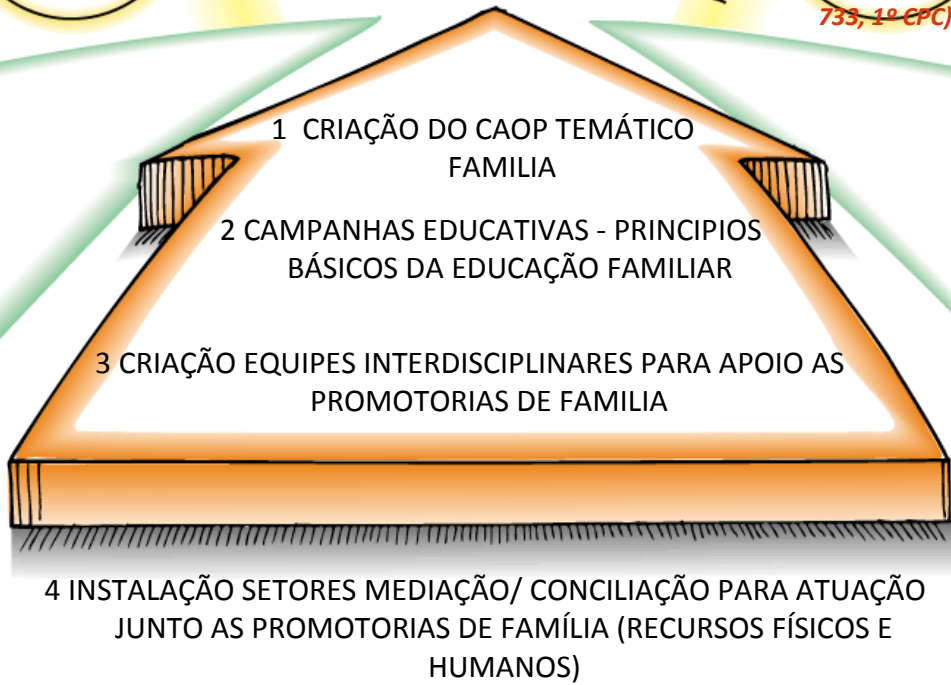 733, 1º CPC)
1 CRIAÇÃO DO CAOP TEMÁTICO
FAMILIA
2 CAMPANHAS EDUCATIVAS - PRINCIPIOS
BÁSICOS DA EDUCAÇÃO FAMILIAR
3 CRIAÇÃO EQUIPES INTERDISCIPLINARES PARA APOIO AS
PROMOTORIAS DE FAMILIA
4 INSTALAÇÃO SETORES MEDIAÇÃO/ CONCILIAÇÃO PARA ATUAÇÃO
JUNTO AS PROMOTORIAS DE FAMÍLIA (RECURSOS FÍSICOS E
HUMANOS)